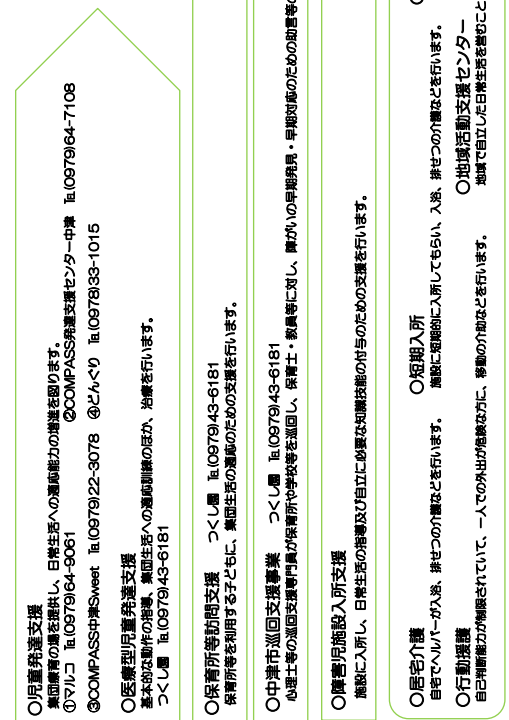 〇児童発達支援
集団療育の場を提供し、日常生活への適応能力の増進を図ります。
①マルコ ℡(0979)64-9061 ②COMPASS発達支援センター中津 ℡(0979)64-7108
③COMPASS中津Sweet ℡(0979)22-3078 ④どんぐり ℡(0978)33-1015
〇医療型児童発達支援
基本的な動作の指導、集団生活への適応訓練のほか、治療を行います。
つくし園 ℡(0979)43-6181
〇保育所等訪問支援 つくし園 ℡(0979)43-6181
保育所等を利用する子どもに、集団生活の適応のための支援を行います。
〇中津市巡回支援事業 つくし園 ℡(0979)43-6181
心理士等の巡回支援専門員が保育所や学校等を巡回し、保育士・教員等に対し、障がいの早期発見・早期対応のための助言等の
〇障害児施設入所支援
施設に入所し、日常生活の指導及び自立に必要な知識技能の付与のための支援を行います。
〇居宅介護 〇短期入所
自宅でヘルパーが入浴、排せつの介護などを行います。 施設に短期的に入所してもらい、入浴、排せつの介護などを行います。
〇行動援護 〇地域活動支援センター
自己判断能力が制限されていて、一人での外出が危険な方に、移動の介助などを行います。 地域で自立した日常生活を営むこと